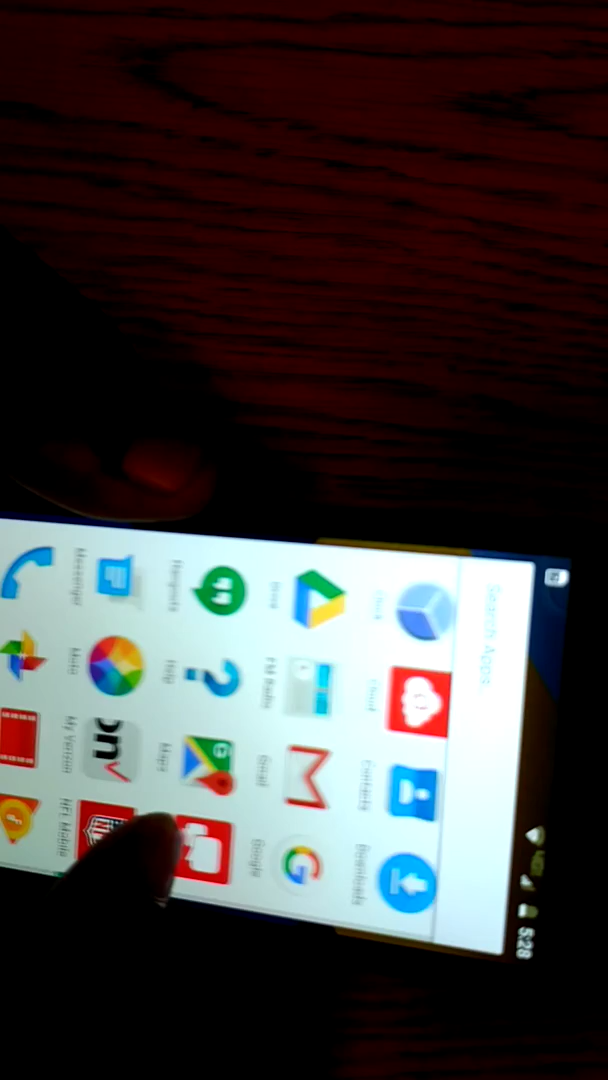 5:28
Search Apps
Clock
Cloud
Contacts
Downloads
Drive
FM Radio
Gmail
Google
Hangouts
Help
Maps
Messenger
Moto
My Verizon
NFL Mobile